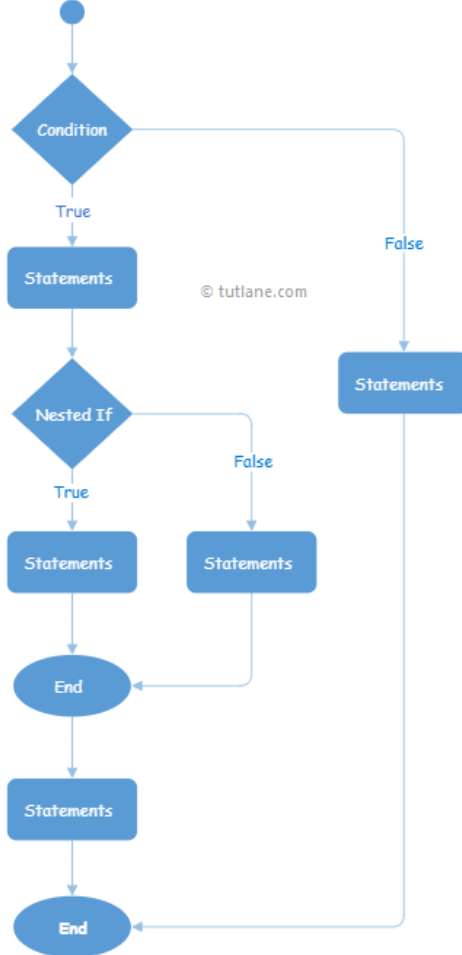 Condition
True
False
Statements
© tutlane.com
Statements
Nested If
False
True
Statements
Statements
End
Statements
End